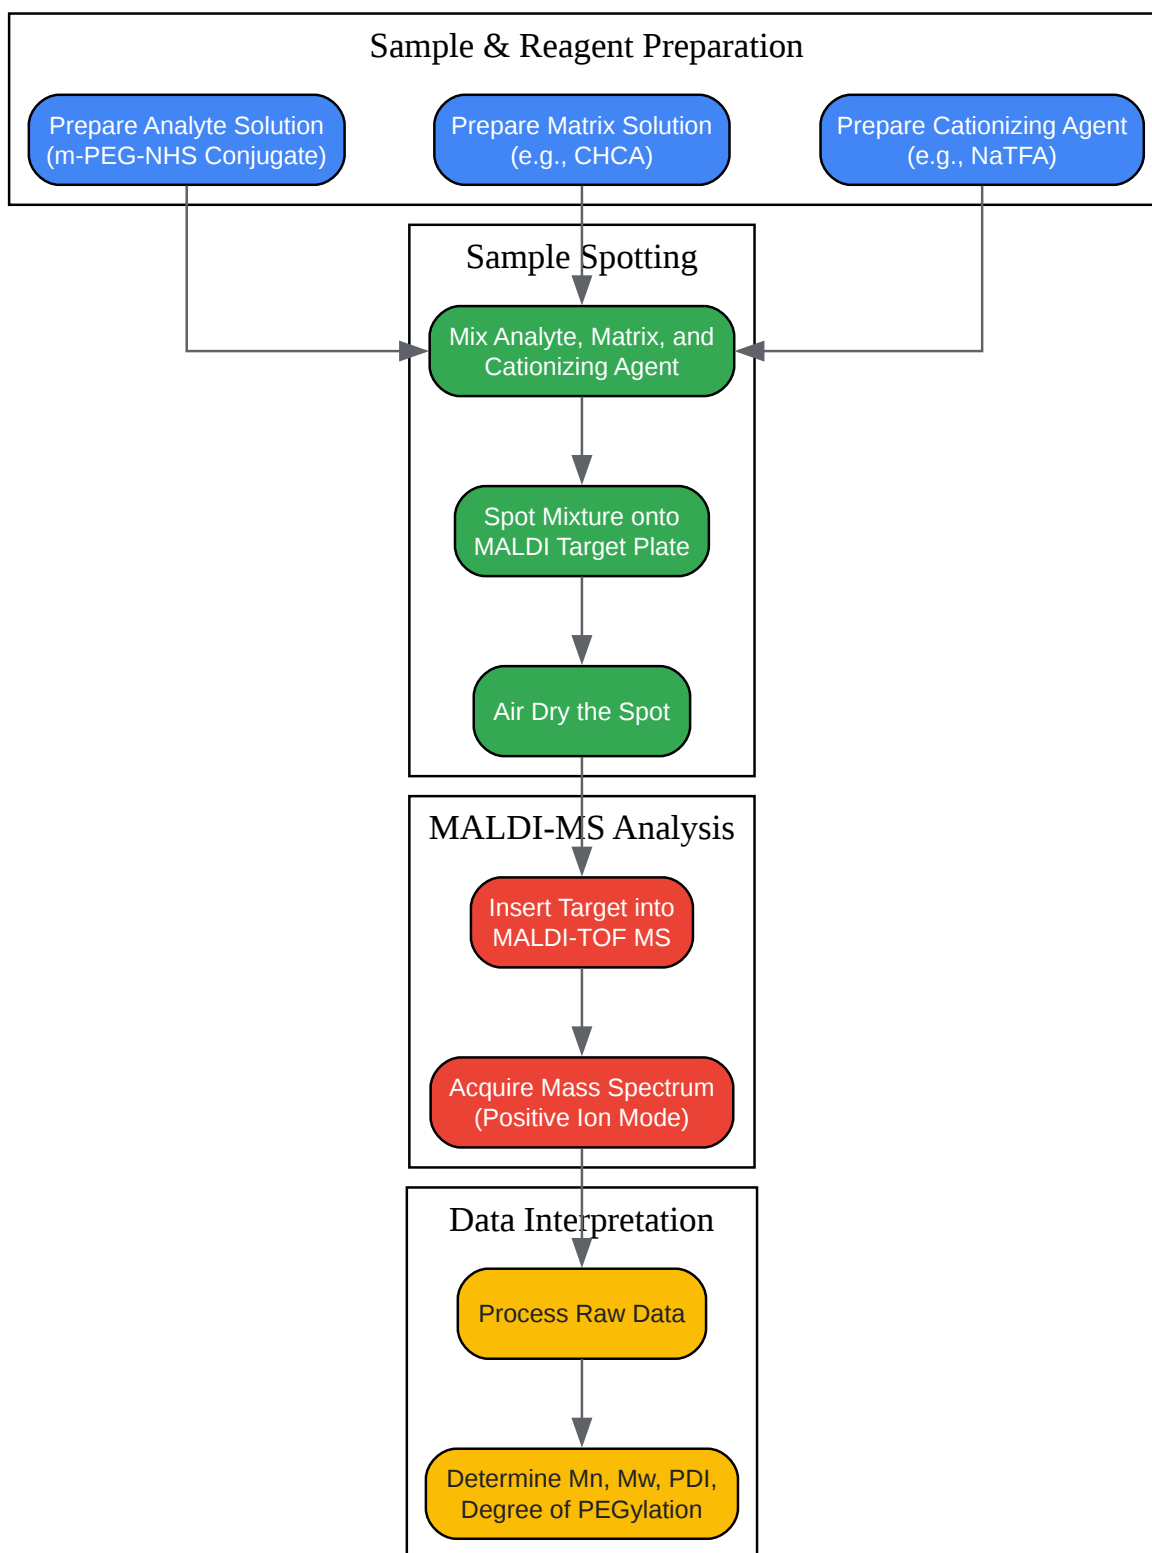 Sample & Reagent Preparation
Prepare Analyte Solution
(m-PEG-NHS Conjugate)
Prepare Matrix Solution
(e.g., CHCA)
Prepare Cationizing Agent
(e.g., NaTFA)
Sample Spotting
Mix Analyte, Matrix, and
Cationizing Agent
Spot Mixture onto
MALDI Target Plate
Air Dry the Spot
MALDI-MS Analysis
Insert Target into
MALDI-TOF MS
Acquire Mass Spectrum
(Positive Ion Mode)
Data Interpretation
Process Raw Data
Determine Mn, Mw, PDI,
Degree of PEGylation